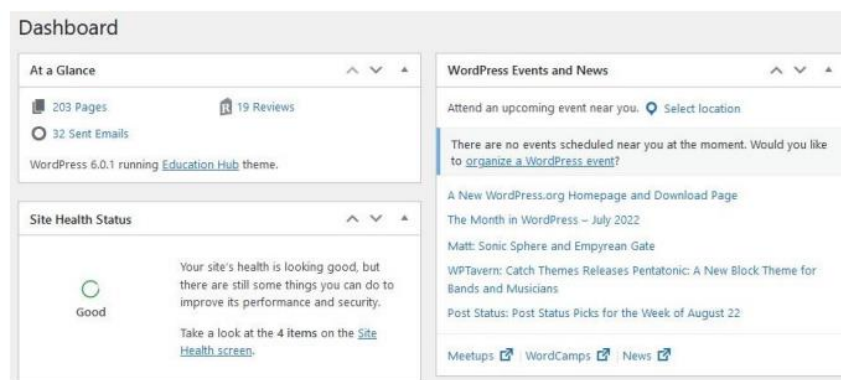 Dashboard
At a Glance
203 Pages
19 Reviews
32 Sent Emails
WordPress 6.0.1 running Education Hub theme.
Site Health Status
Good
Your site's health is looking good, but
there are still some things you can do to
improve its performance and security.
Take a look at the 4 items on the Site
Health screen.
WordPress Events and News
Attend an upcoming event near you. Select location
There are no events scheduled near you at the moment. Would you like
to organize a WordPress event?
A New WordPress.org Homepage and Download Page
The Month in WordPress – July 2022
Matt: Sonic Sphere and Empyrean Gate
WPTavern: Catch Themes Releases Pentatonic: A New Block Theme for
Bands and Musicians
Post Status: Post Status Picks for the Week of August 22
Meetups | WordCamps | News